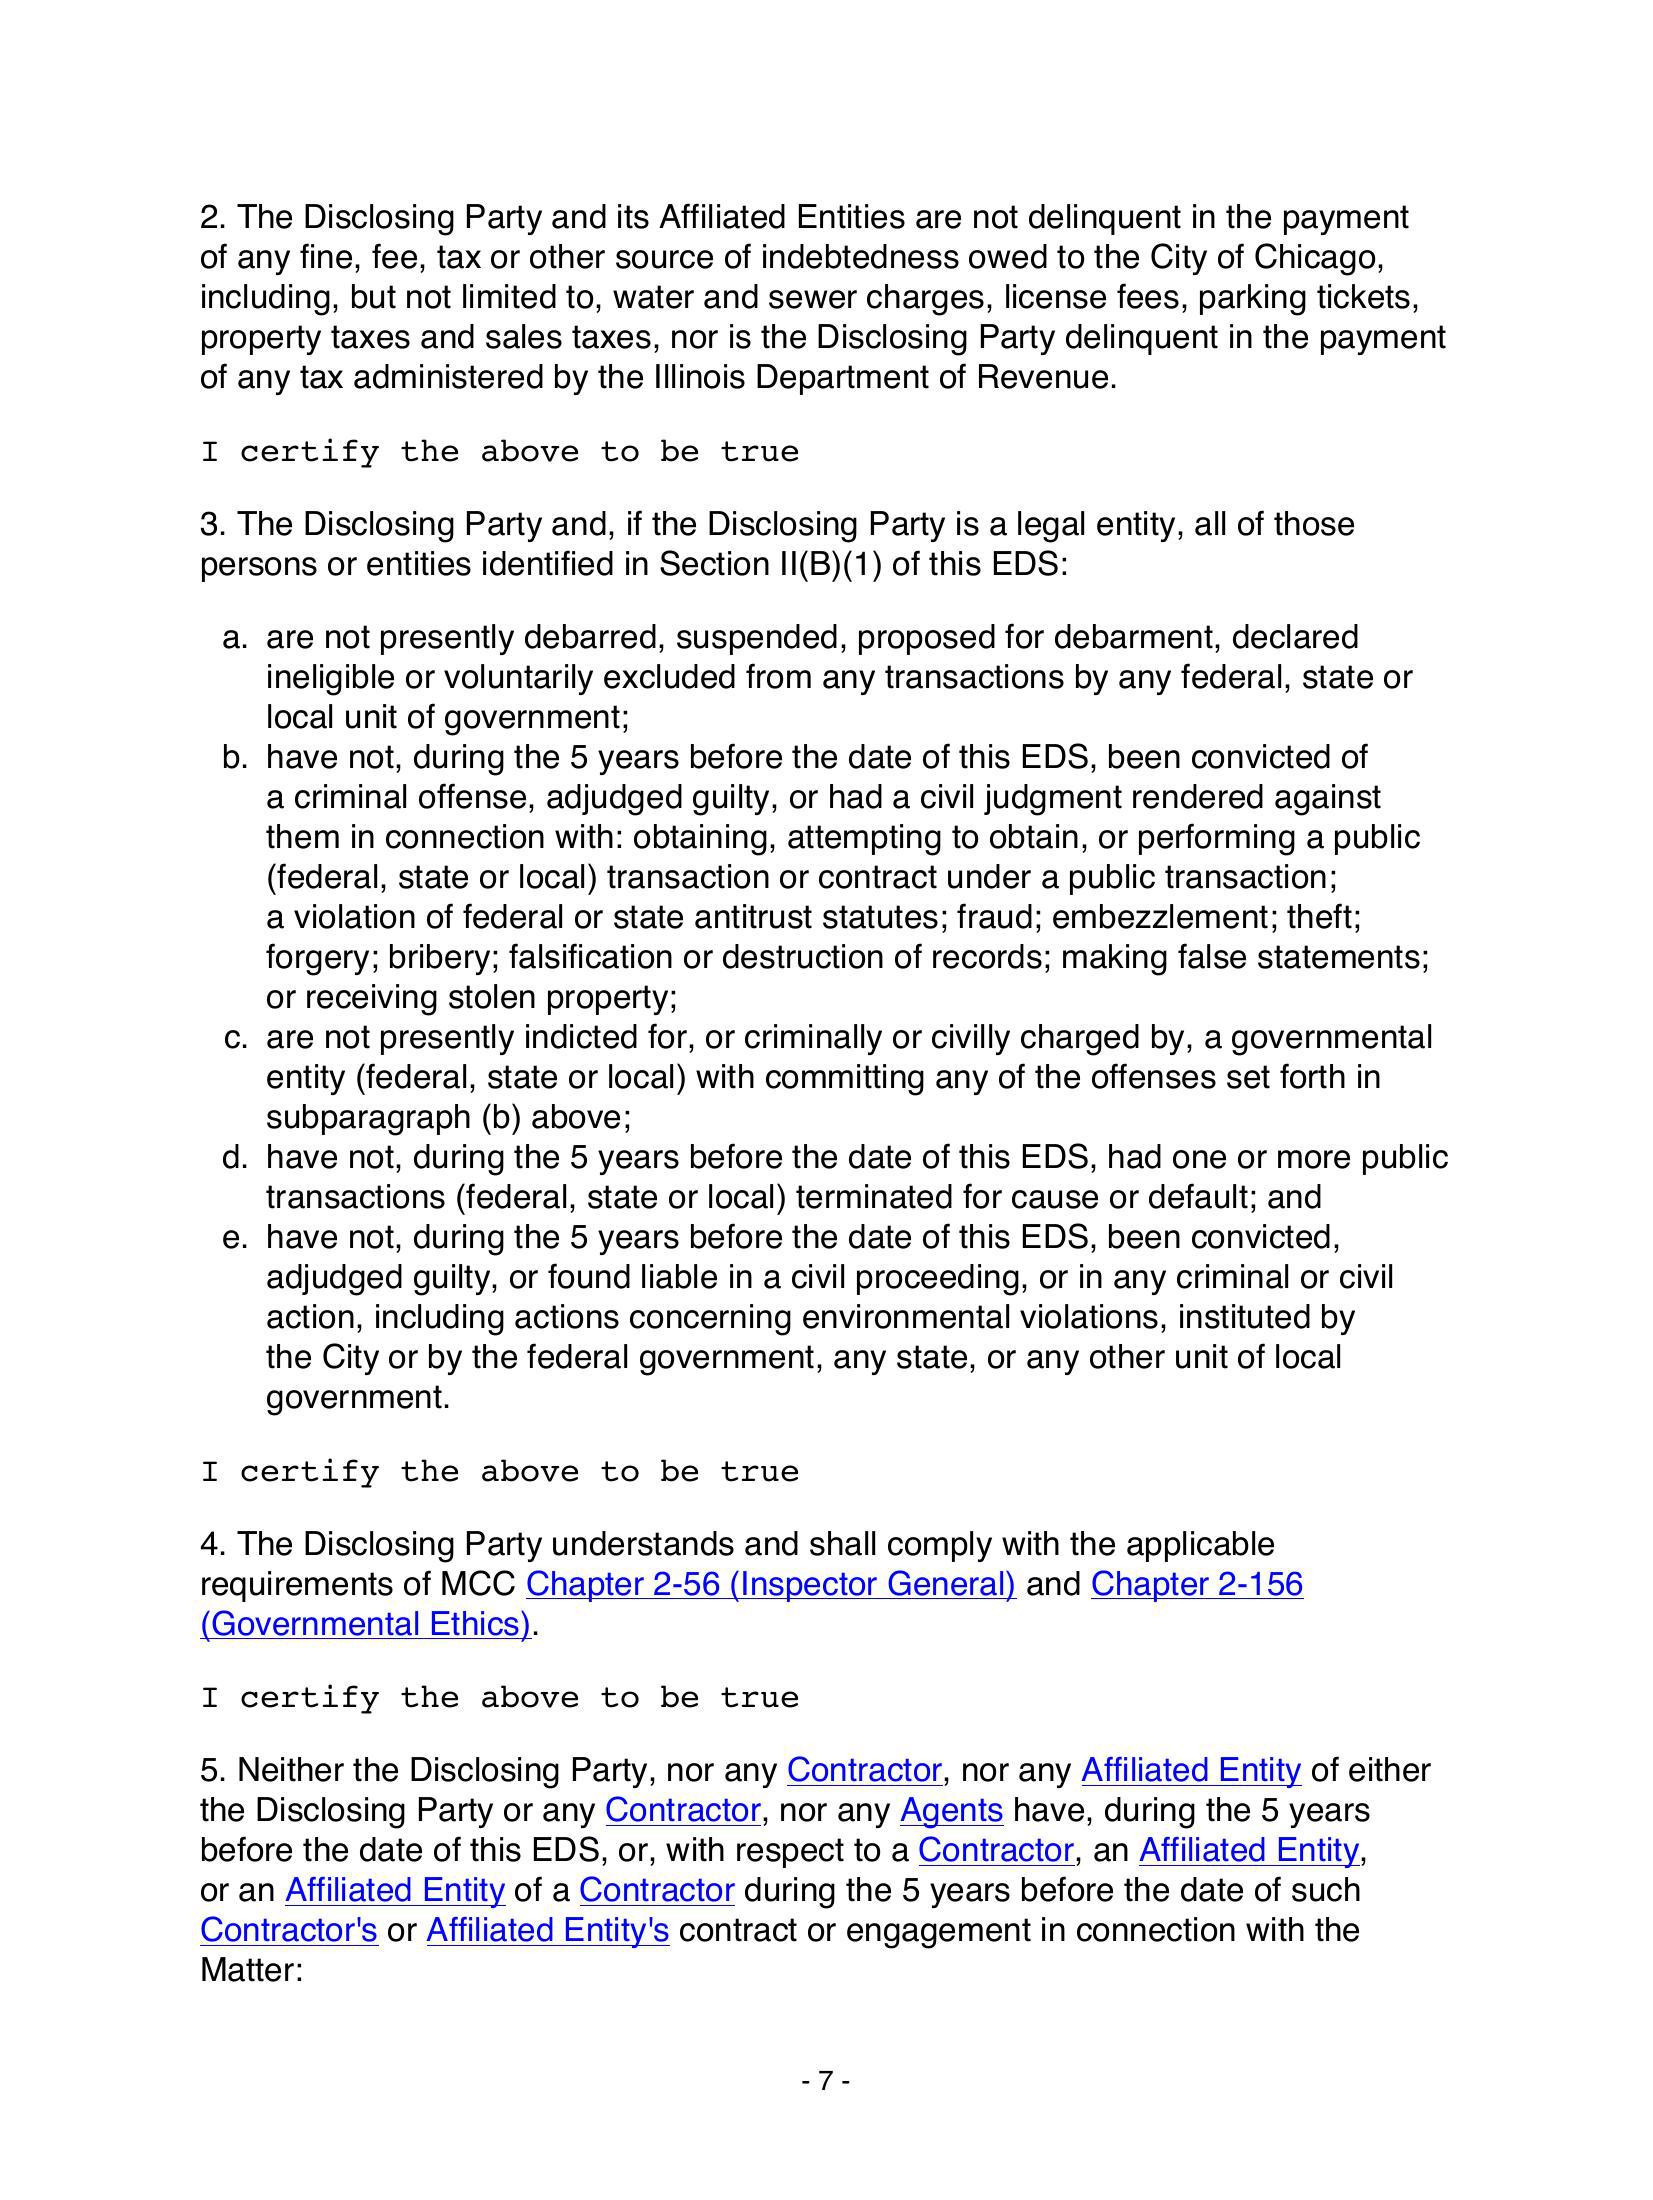 2. The Disclosing Party and its Affiliated Entities are not delinquent in the payment
of any fine, fee, tax or other source of indebtedness owed to the City of Chicago,
including, but not limited to, water and sewer charges, license fees, parking tickets,
property taxes and sales taxes, nor is the Disclosing Party delinquent in the payment
of any tax administered by the Illinois Department of Revenue.
I certify the above to be true
3. The Disclosing Party and, if the Disclosing Party is a legal entity, all of those
persons or entities identified in Section II(B)(1) of this EDS:
a. are not presently debarred, suspended, proposed for debarment, declared
ineligible or voluntarily excluded from any transactions by any federal, state or
local unit of government;
b. have not, during the 5 years before the date of this EDS, been convicted of
a criminal offense, adjudged guilty, or had a civil judgment rendered against
them in connection with: obtaining, attempting to obtain, or performing a public
(federal, state or local) transaction or contract under a public transaction;
a violation of federal or state antitrust statutes; fraud; embezzlement; theft;
forgery; bribery; falsification or destruction of records; making false statements;
or receiving stolen property;
c. are not presently indicted for, or criminally or civilly charged by, a governmental
entity (federal, state or local) with committing any of the offenses set forth in
subparagraph (b) above;
d. have not, during the 5 years before the date of this EDS, had one or more public
transactions (federal, state or local) terminated for cause or default; and
e. have not, during the 5 years before the date of this EDS, been convicted,
adjudged guilty, or found liable in a civil proceeding, or in any criminal or civil
action, including actions concerning environmental violations, instituted by
the City or by the federal government, any state, or any other unit of local
government.
I certify the above to be true
4. The Disclosing Party understands and shall comply with the applicable
requirements of MCC Chapter 2-56 (Inspector General) and Chapter 2-156
(Governmental Ethics).
I certify the above to be true
5. Neither the Disclosing Party, nor any Contractor, nor any Affiliated Entity of either
the Disclosing Party or any Contractor, nor any Agents have, during the 5 years
before the date of this EDS, or, with respect to a Contractor, an Affiliated Entity,
or an Affiliated Entity of a Contractor during the 5 years before the date of such
Contractor's or Affiliated Entity's contract or engagement in connection with the
Matter:
- 7 -